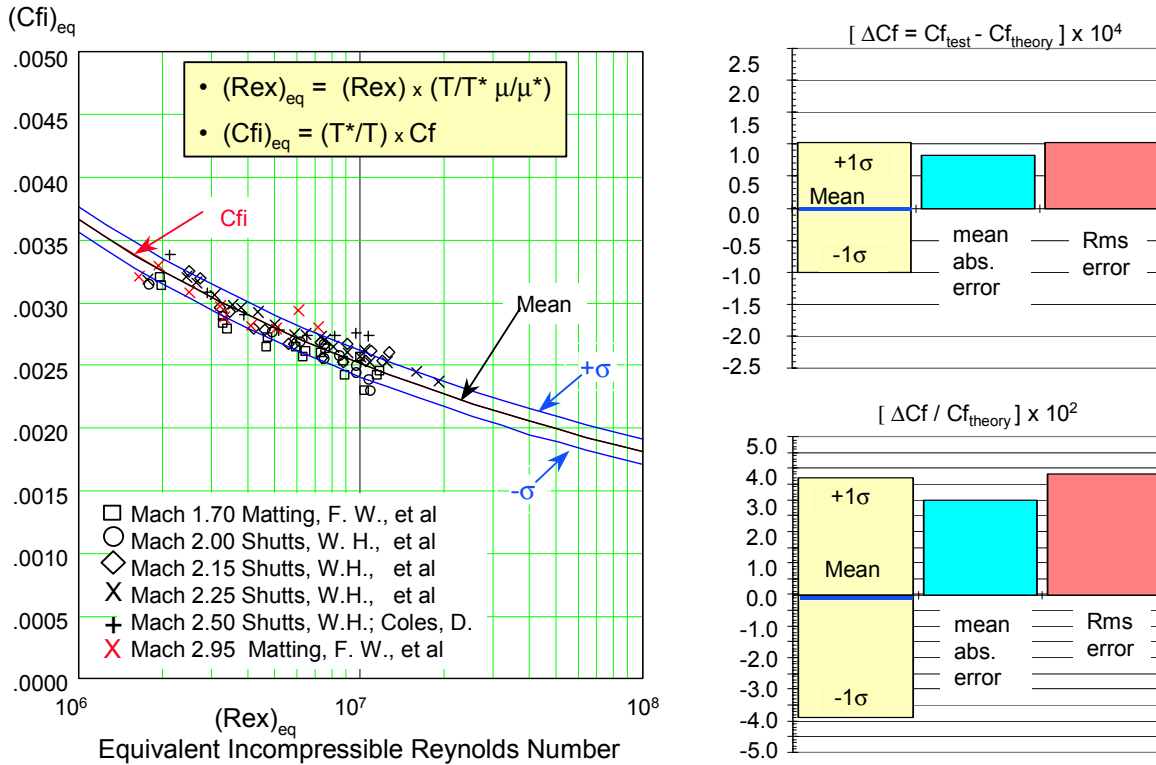 (Cfi)eq
.0050
.0045
.0040
.0035
.0030
.0025
.0020
.0015
.0010
.0005
.0000
• (Rex)eq = (Rex) x (T/T* μ/μ*)
• (Cfi)eq = (T*/T) x Cf
Cfi
Mean
+σ
-σ
Mach 1.70 Matting, F. W., et al
Mach 2.00 Shutts, W. H., et al
Mach 2.15 Shutts, W.H., et al
Mach 2.25 Shutts, W.H., et al
Mach 2.50 Shutts, W.H.; Coles, D.
Mach 2.95 Matting, F. W., et al
10⁶ 10⁷ 10⁸
(Rex)eq
Equivalent Incompressible Reynolds Number
[ ΔCf = Cftest - Cftheory ] x 10⁴
2.5
2.0
1.5
1.0
0.5
0.0
-0.5
-1.0
-1.5
-2.0
-2.5
+1σ
Mean
-1σ
mean
abs.
error
Rms
error
[ ΔCf / Cftheory ] x 10²
5.0
4.0
3.0
2.0
1.0
0.0
-1.0
-2.0
-3.0
-4.0
-5.0
+1σ
Mean
-1σ
mean
abs.
error
Rms
error